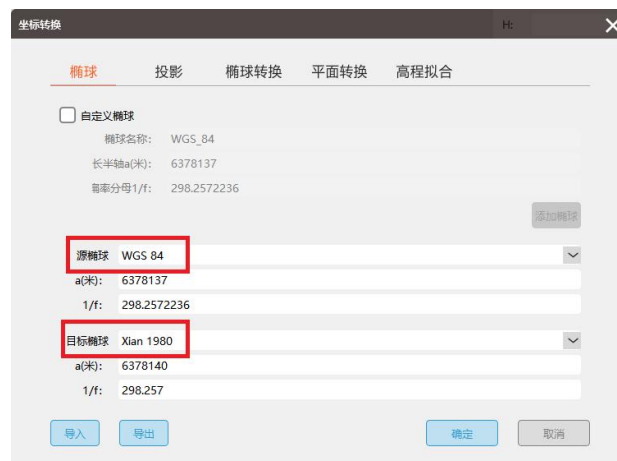 坐标转换 H:
椭球 投影 椭球转换 平面转换 高程拟合
自定义椭球
椭球名称: WGS_84
长半轴a(米): 6378137
扁率分母1/f: 298.2572236
添加椭球
源椭球 WGS 84
a(米): 6378137
1/f: 298.2572236
目标椭球 Xian 1980
a(米): 6378140
1/f: 298.257
导入 导出 确定 取消